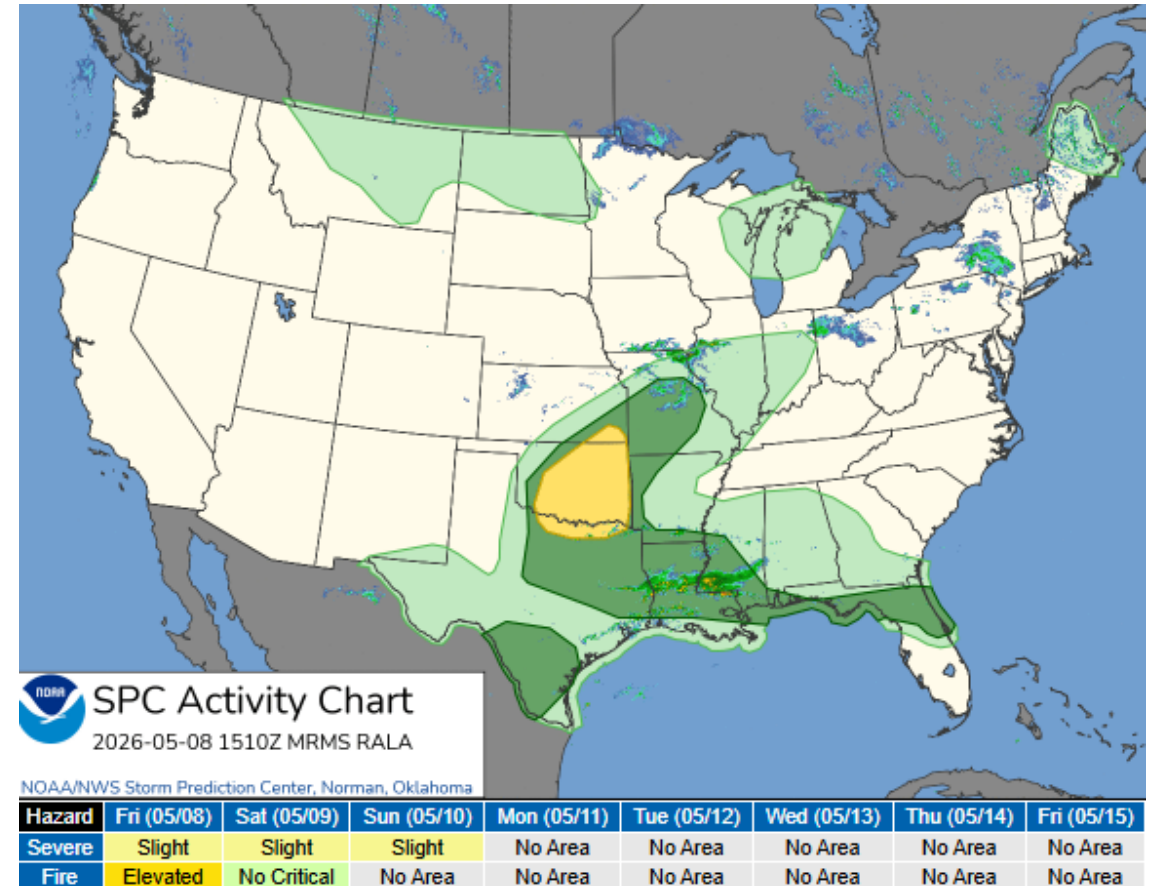 NOAA
SPC Activity Chart
2026-05-08 1510Z MRMS RALA
NOAA/NWS Storm Prediction Center, Norman, Oklahoma
Hazard Fri (05/08) Sat (05/09) Sun (05/10) Mon (05/11) Tue (05/12) Wed (05/13) Thu (05/14) Fri (05/15)
Severe Slight Slight Slight No Area No Area No Area No Area No Area
Fire Elevated No Critical No Area No Area No Area No Area No Area No Area